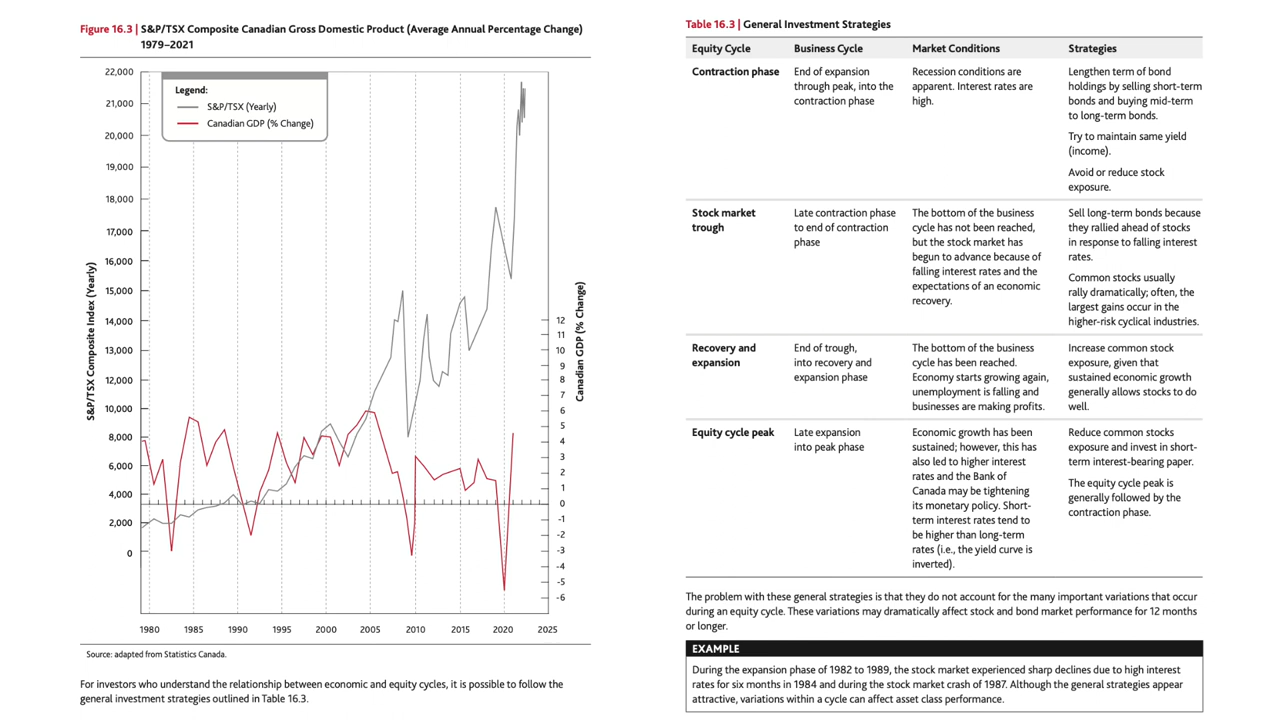 Figure 16.3 | S&P/TSX Composite Canadian Gross Domestic Product (Average Annual Percentage Change)
1979–2021
Legend:
S&P/TSX (Yearly)
Canadian GDP (% Change)
S&P/TSX Composite Index (Yearly)
22,000
21,000
20,000
19,000
18,000
17,000
16,000
15,000
14,000
13,000
12,000
10,000
8,000
6,000
4,000
2,000
0
Canadian GDP (% Change)
12
11
10
9
8
7
6
5
4
3
2
1
0
-1
-2
-3
-4
-5
-6
1980 1985 1990 1995 2000 2005 2010 2015 2020 2025
Source: adapted from Statistics Canada.
For investors who understand the relationship between economic and equity cycles, it is possible to follow the
general investment strategies outlined in Table 16.3.
Table 16.3 | General Investment Strategies
Equity Cycle Business Cycle Market Conditions Strategies
Contraction phase
End of expansion
through peak, into the
contraction phase
Recession conditions are
apparent. Interest rates are
high.
Lengthen term of bond
holdings by selling short-term
bonds and buying mid-term
to long-term bonds.
Try to maintain same yield
(income).
Avoid or reduce stock
exposure.
Stock market
trough
Late contraction phase
to end of contraction
phase
The bottom of the business
cycle has not been reached,
but the stock market has
begun to advance because of
falling interest rates and the
expectations of an economic
recovery.
Sell long-term bonds because
they rallied ahead of stocks
in response to falling interest
rates.
Common stocks usually
rally dramatically; often, the
largest gains occur in the
higher-risk cyclical industries.
Recovery and
expansion
End of trough,
into recovery and
expansion phase
The bottom of the business
cycle has been reached.
Economy starts growing again,
unemployment is falling and
businesses are making profits.
Increase common stock
exposure, given that
sustained economic growth
generally allows stocks to do
well.
Equity cycle peak
Late expansion
into peak phase
Economic growth has been
sustained; however, this has
also led to higher interest
rates and the Bank of
Canada may be tightening
its monetary policy. Short-
term interest rates tend to
be higher than long-term
rates (i.e., the yield curve is
inverted).
Reduce common stocks
exposure and invest in short-
term interest-bearing paper.
The equity cycle peak is
generally followed by the
contraction phase.
The problem with these general strategies is that they do not account for the many important variations that occur
during an equity cycle. These variations may dramatically affect stock and bond market performance for 12 months
or longer.
EXAMPLE
During the expansion phase of 1982 to 1989, the stock market experienced sharp declines due to high interest
rates for six months in 1984 and during the stock market crash of 1987. Although the general strategies appear
attractive, variations within a cycle can affect asset class performance.